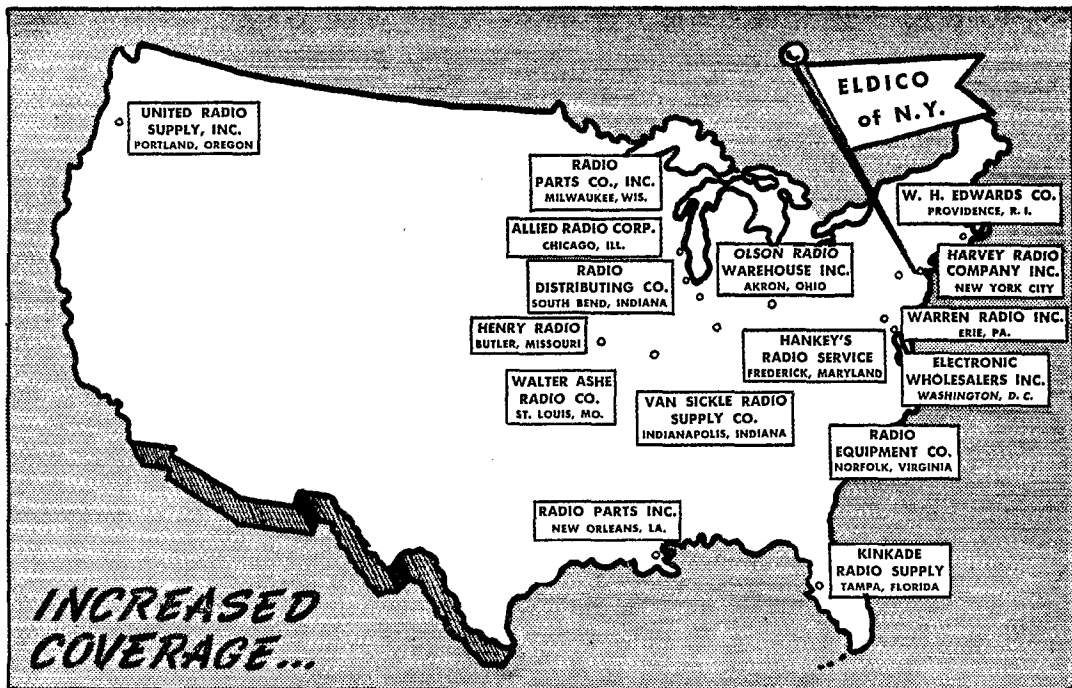 ELDICO
of N.Y.
UNITED RADIO
SUPPLY, INC.
PORTLAND, OREGON
RADIO
PARTS CO., INC.
MILWAUKEE, WIS.
W. H. EDWARDS CO.
PROVIDENCE, R. I.
ALLIED RADIO CORP.
CHICAGO, ILL.
OLSON RADIO
WAREHOUSE INC.
AKRON, OHIO
HARVEY RADIO
COMPANY INC.
NEW YORK CITY
RADIO
DISTRIBUTING CO.
SOUTH BEND, INDIANA
HENRY RADIO
BUTLER, MISSOURI
HANKEY'S
RADIO SERVICE
FREDERICK, MARYLAND
WARREN RADIO INC.
ERIE, PA.
ELECTRONIC
WHOLESALERS INC.
WASHINGTON, D. C.
WALTER ASHE
RADIO CO.
ST. LOUIS, MO.
VAN SICKLE RADIO
SUPPLY CO.
INDIANAPOLIS, INDIANA
RADIO
EQUIPMENT CO.
NORFOLK, VIRGINIA
RADIO PARTS INC.
NEW ORLEANS, LA.
KINKADE
RADIO SUPPLY
TAMPA, FLORIDA
INCREASED
COVERAGE...